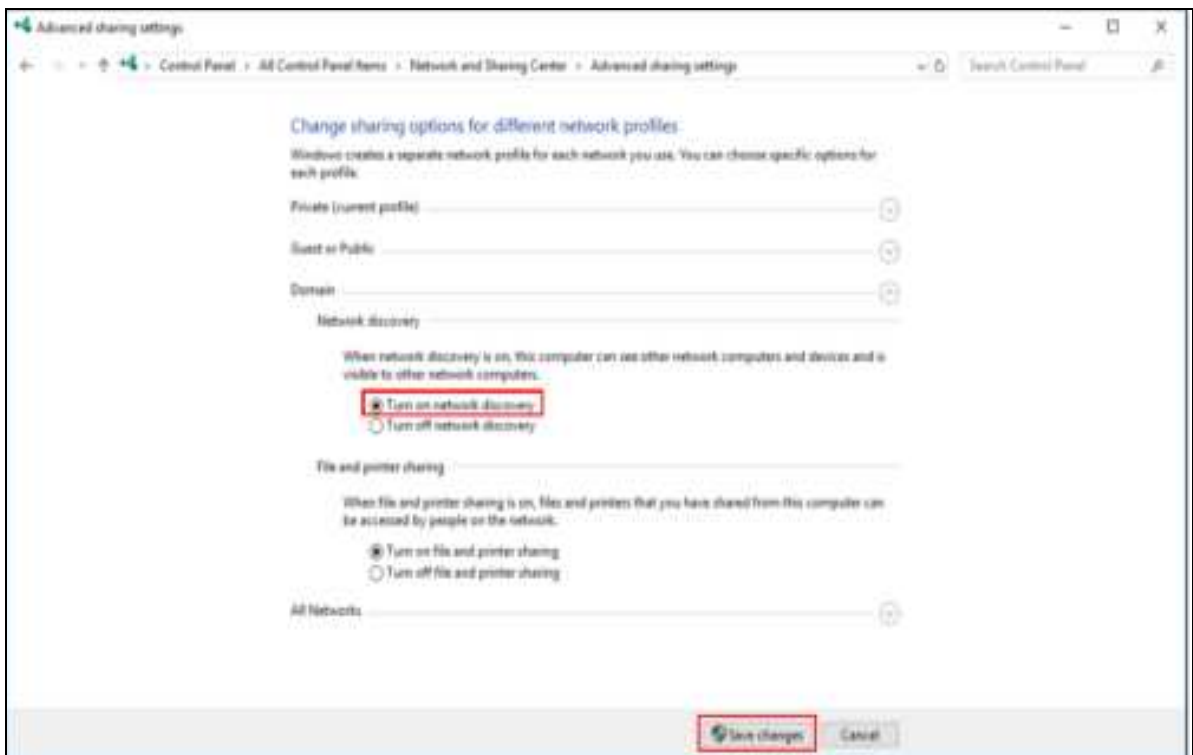 Advanced sharing settings
Control Panel › All Control Panel Items › Network and Sharing Center › Advanced sharing settings
Search Control Panel
Change sharing options for different network profiles
Windows creates a separate network profile for each network you use. You can choose specific options for
each profile.
Private (current profile)
Guest or Public
Domain
Network discovery
When network discovery is on, this computer can see other network computers and devices and is
visible to other network computers.
Turn on network discovery
Turn off network discovery
File and printer sharing
When file and printer sharing is on, files and printers that you have shared from this computer can
be accessed by people on the network.
Turn on file and printer sharing
Turn off file and printer sharing
All Networks
Save changes
Cancel